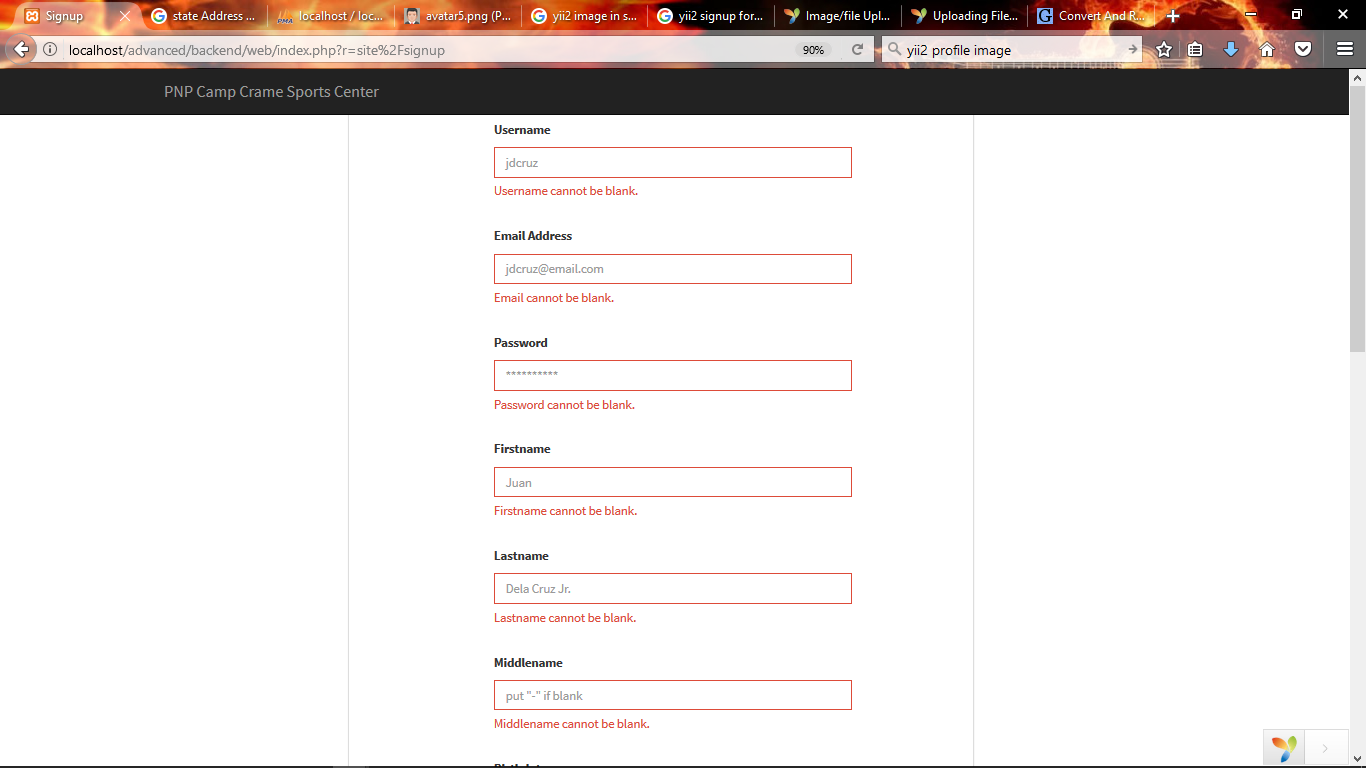 Signup
state Address ...
localhost / loc...
avatar5.png (P...
yii2 image in s...
yii2 signup for...
Image/file Upl...
Uploading File...
Convert And R...
localhost/advanced/backend/web/index.php?r=site%2Fsignup
90%
yii2 profile image
PNP Camp Crame Sports Center
Username
jdcruz
Username cannot be blank.
Email Address
jdcruz@email.com
Email cannot be blank.
Password
**********
Password cannot be blank.
Firstname
Juan
Firstname cannot be blank.
Lastname
Dela Cruz Jr.
Lastname cannot be blank.
Middlename
put "-" if blank
Middlename cannot be blank.